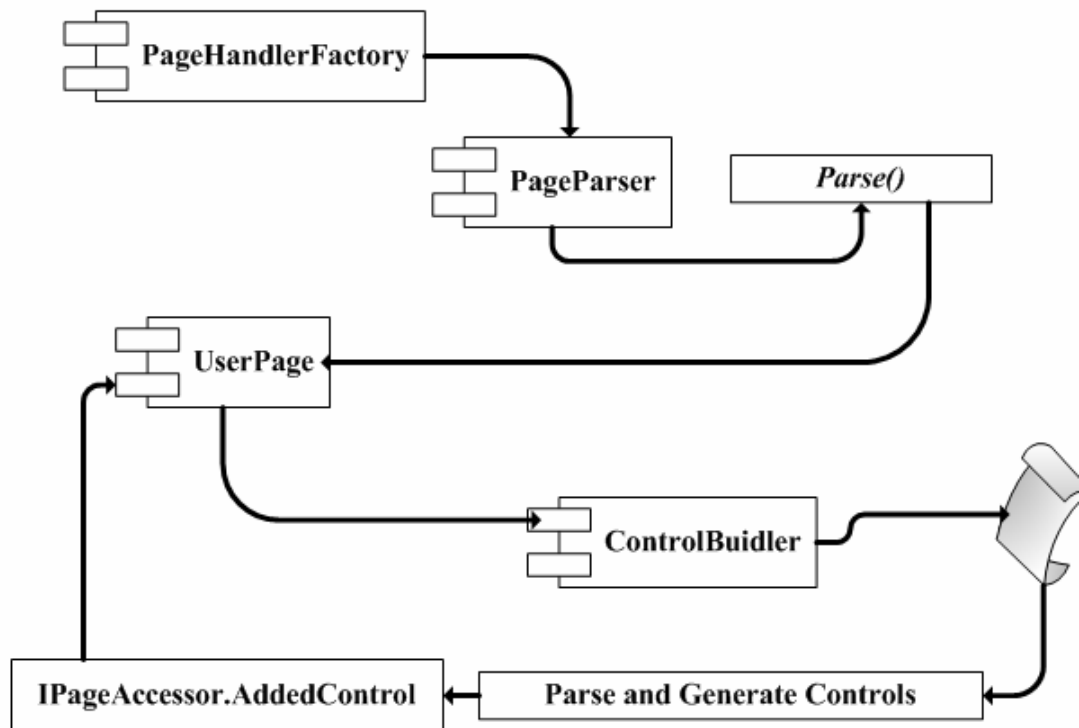 PageHandlerFactory
PageParser
Parse()
UserPage
ControlBuidler
IPageAccessor.AddedControl
Parse and Generate Controls